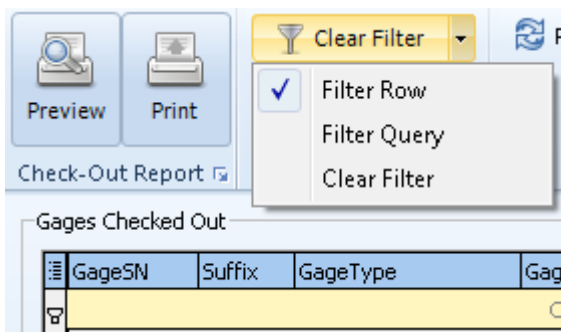 Clear Filter
Preview
Print
Filter Row
Filter Query
Clear Filter
Check-Out Report
Gages Checked Out
GageSN Suffix GageType